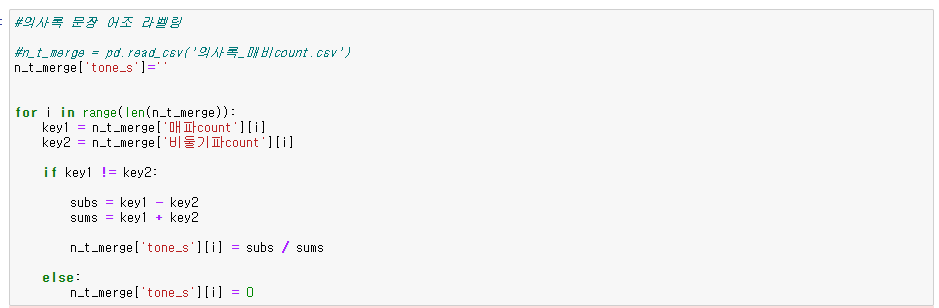 #의사록 문장 어조 라벨링
#n_t_merge = pd.read_csv('의사록_매비count.csv')
n_t_merge['tone_s']=''
for i in range(len(n_t_merge)):
key1 = n_t_merge['매파count'][i]
key2 = n_t_merge['비둘기파count'][i]
if key1 != key2:
subs = key1 - key2
sums = key1 + key2
n_t_merge['tone_s'][i] = subs / sums
else:
n_t_merge['tone_s'][i] = 0